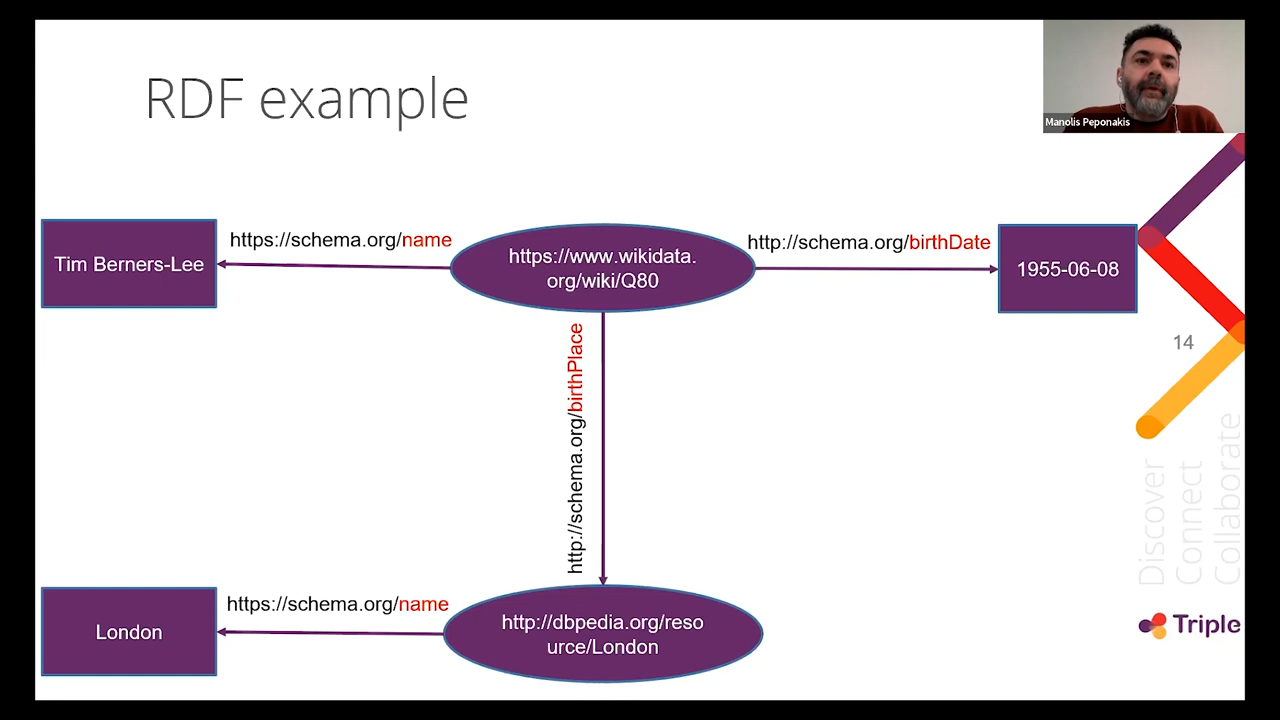 RDF example
Manolis Peponakis
https://schema.org/name
http://schema.org/birthDate
Tim Berners-Lee
https://www.wikidata.
org/wiki/Q80
1955-06-08
http://schema.org/birthPlace
14
Discover
Connect
Collaborate
https://schema.org/name
London
http://dbpedia.org/reso
urce/London
Triple